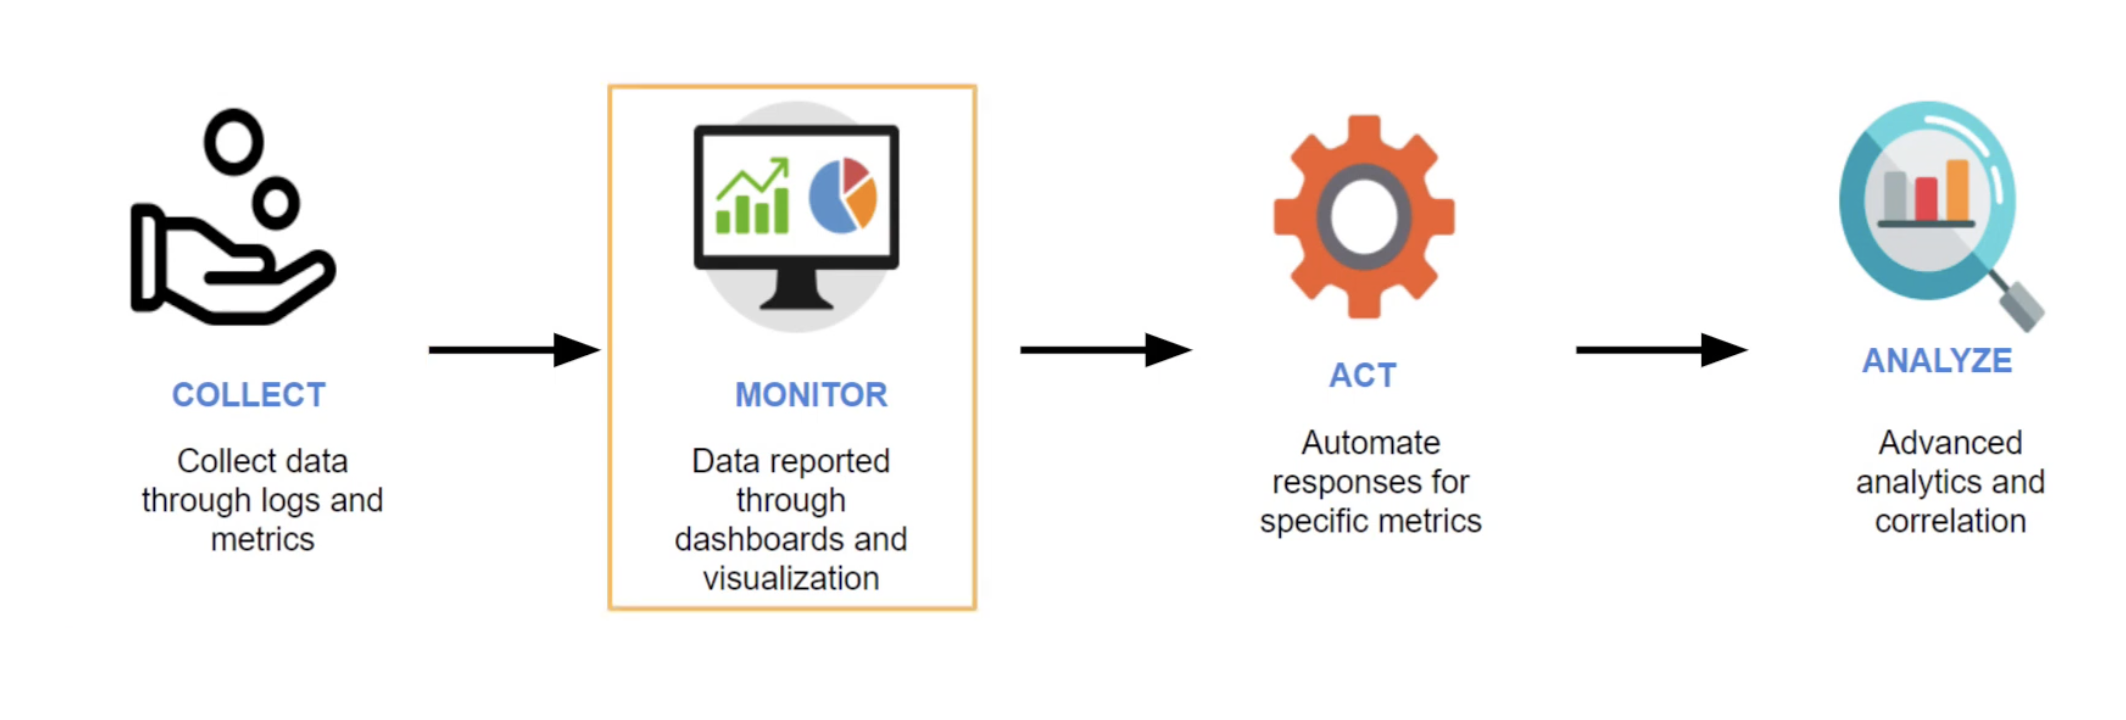 COLLECT
Collect data
through logs and
metrics
MONITOR
Data reported
through
dashboards and
visualization
ACT
Automate
responses for
specific metrics
ANALYZE
Advanced
analytics and
correlation